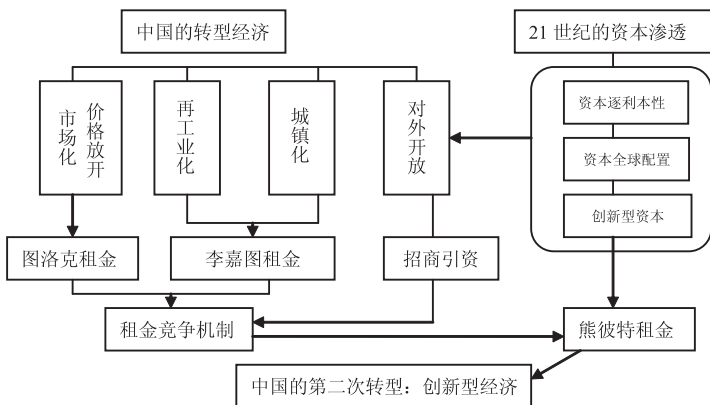 中国的转型经济
21 世纪的资本渗透
价格放开
市场化
再工业化
城镇化
对外开放
资本逐利本性
资本全球配置
创新型资本
图洛克租金
李嘉图租金
招商引资
租金竞争机制
熊彼特租金
中国的第二次转型：创新型经济